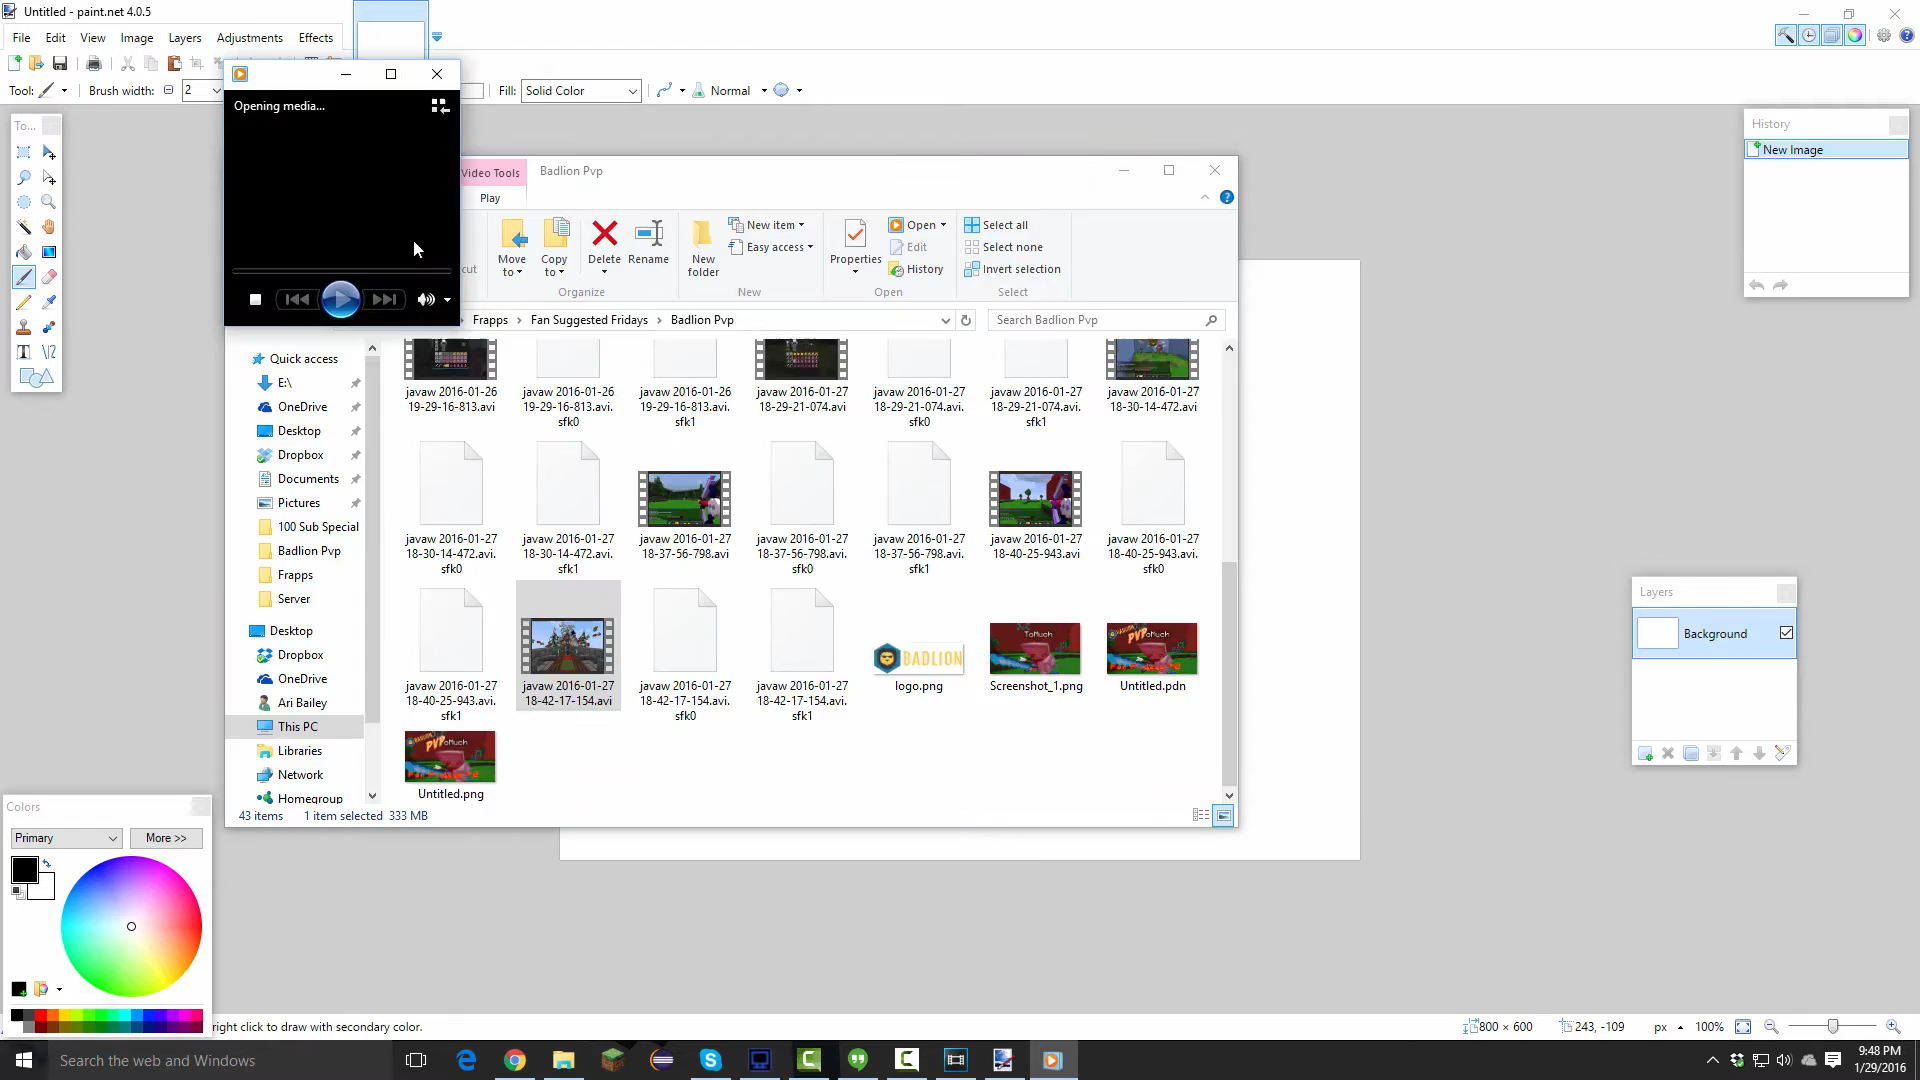 Untitled - paint.net 4.0.5
File Edit View Image Layers Adjustments Effects
Tool: Brush width: 2 Fill: Solid Color Normal
Opening media...
To...
Video Tools Badlion Pvp
Play
Move to Copy to Delete Rename New folder New item Easy access Properties Open Edit History Select all Select none Invert selection
Organize New Open Select
Frapps > Fan Suggested Fridays > Badlion Pvp Search Badlion Pvp
Quick access
E:\
OneDrive
Desktop
Dropbox
Documents
Pictures
100 Sub Special
Badlion Pvp
Frapps
Server
Desktop
Dropbox
OneDrive
Ari Bailey
This PC
Libraries
Network
Homegroup
javaw 2016-01-26 19-29-16-813.avi
javaw 2016-01-26 19-29-16-813.avi.sfk0
javaw 2016-01-26 19-29-16-813.avi.sfk1
javaw 2016-01-27 18-29-21-074.avi
javaw 2016-01-27 18-29-21-074.avi.sfk0
javaw 2016-01-27 18-29-21-074.avi.sfk1
javaw 2016-01-27 18-30-14-472.avi
javaw 2016-01-27 18-30-14-472.avi.sfk0
javaw 2016-01-27 18-30-14-472.avi.sfk1
javaw 2016-01-27 18-37-56-798.avi
javaw 2016-01-27 18-37-56-798.avi.sfk0
javaw 2016-01-27 18-37-56-798.avi.sfk1
javaw 2016-01-27 18-40-25-943.avi
javaw 2016-01-27 18-40-25-943.avi.sfk0
javaw 2016-01-27 18-40-25-943.avi.sfk1
javaw 2016-01-27 18-42-17-154.avi
javaw 2016-01-27 18-42-17-154.avi.sfk0
javaw 2016-01-27 18-42-17-154.avi.sfk1
BADLION
logo.png
ToMuch
Screenshot_1.png
PVP ToMuch
Untitled.pdn
PVP ToMuch
Untitled.png
43 items 1 item selected 333 MB
History
New Image
Layers
Background
Colors
Primary More >>
right click to draw with secondary color.
800 × 600 243, -109 px 100%
Search the web and Windows
9:48 PM
1/29/2016